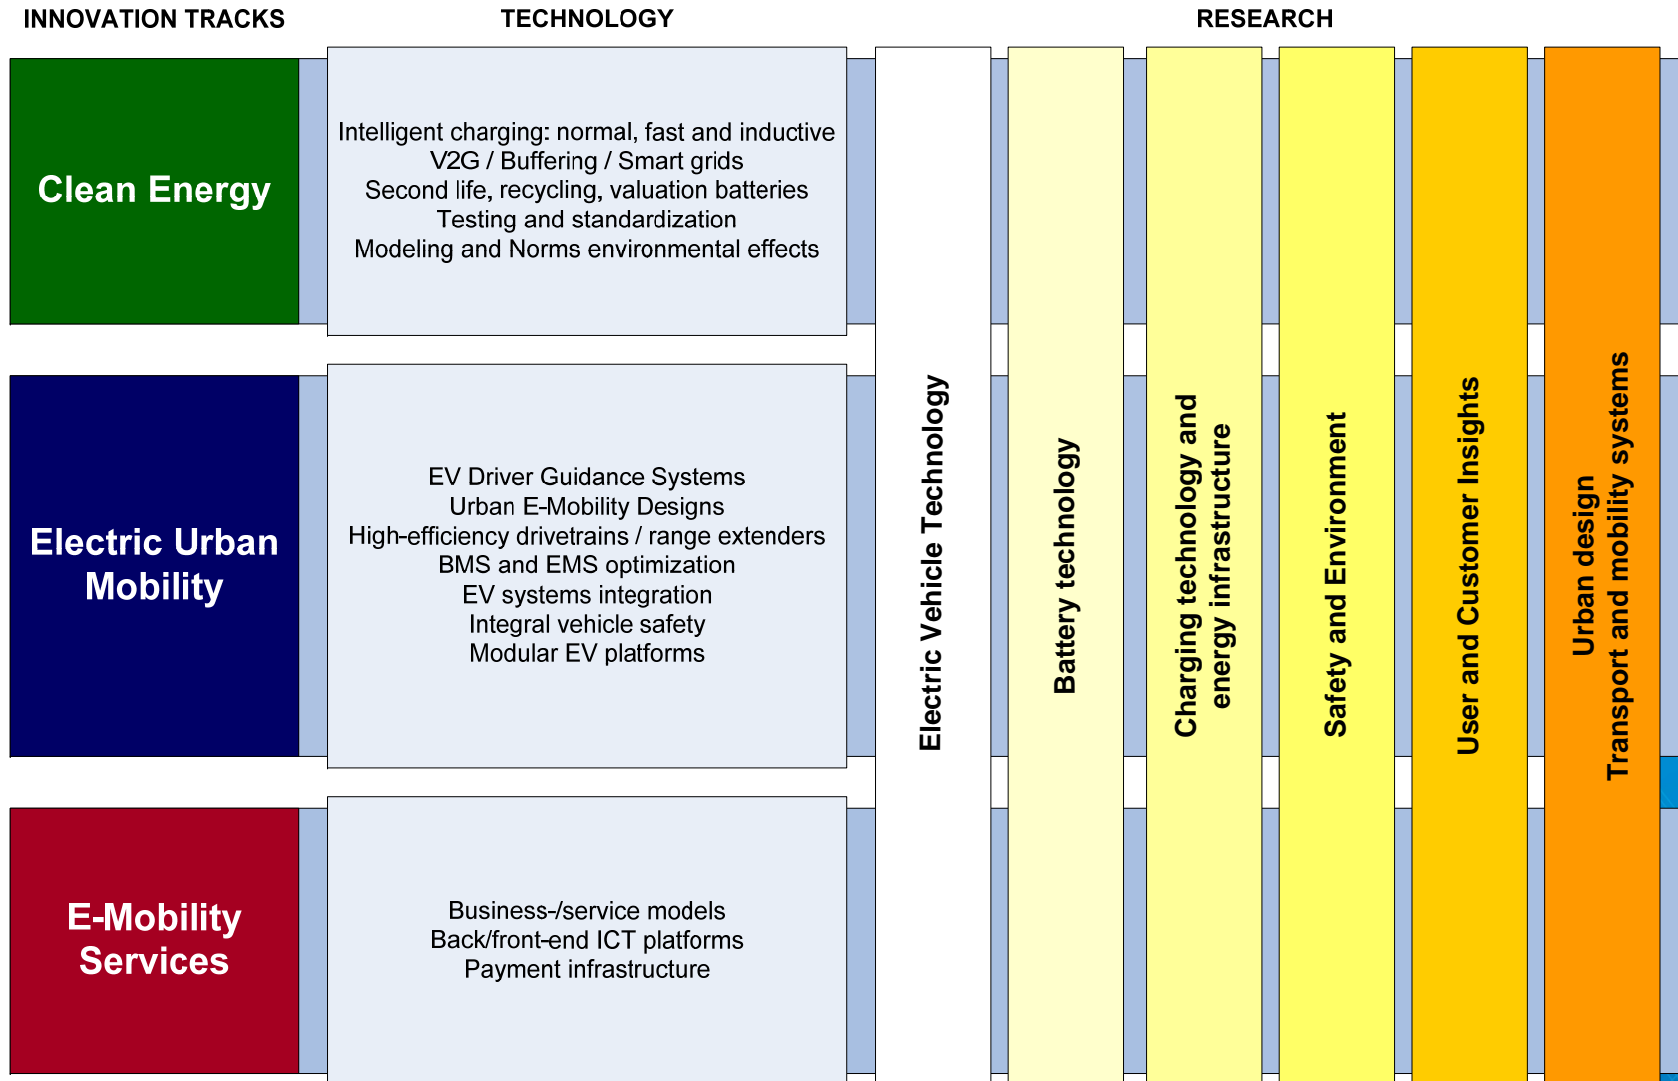 INNOVATION TRACKS
TECHNOLOGY
RESEARCH
Clean Energy
Intelligent charging: normal, fast and inductive
V2G / Buffering / Smart grids
Second life, recycling, valuation batteries
Testing and standardization
Modeling and Norms environmental effects
Electric Urban
Mobility
EV Driver Guidance Systems
Urban E-Mobility Designs
High-efficiency drivetrains / range extenders
BMS and EMS optimization
EV systems integration
Integral vehicle safety
Modular EV platforms
E-Mobility
Services
Business-/service models
Back/front-end ICT platforms
Payment infrastructure
Electric Vehicle Technology
Battery technology
Charging technology and
energy infrastructure
Safety and Environment
User and Customer Insights
Urban design
Transport and mobility systems